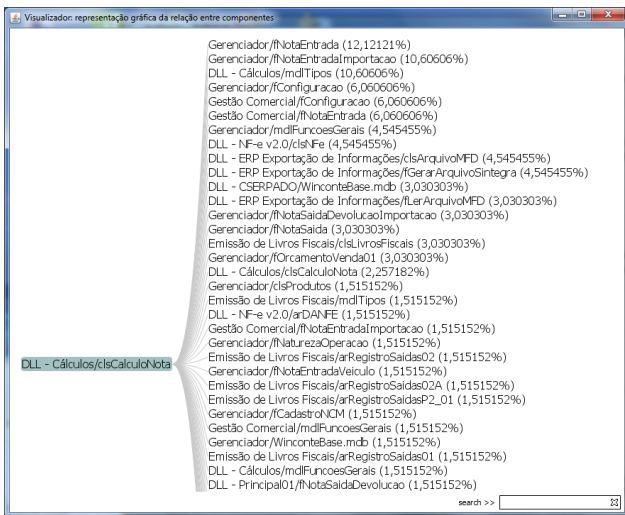 Visualizador: representação gráfica da relação entre componentes
Gerenciador/fNotaEntrada (12,12121%)
Gerenciador/fNotaEntradaImportacao (10,60606%)
DLL - Cálculos/mdlTipos (10,60606%)
Gerenciador/fConfiguracao (6,060606%)
Gestão Comercial/fConfiguracao (6,060606%)
Gestão Comercial/fNotaEntrada (6,060606%)
Gerenciador/mdlFuncoesGerais (4,545455%)
DLL - NF-e v2.0/clsNFe (4,545455%)
DLL - ERP Exportação de Informações/clsArquivoMFD (4,545455%)
DLL - ERP Exportação de Informações/fGerarArquivoSintegra (4,545455%)
DLL - CSERPADO/WinconteBase.mdb (3,030303%)
DLL - ERP Exportação de Informações/fLerArquivoMFD (3,030303%)
Gerenciador/fNotaSaidaDevolucaoImportacao (3,030303%)
Gerenciador/fNotaSaida (3,030303%)
Emissão de Livros Fiscais/clsLivrosFiscais (3,030303%)
Gerenciador/fOrcamentoVenda01 (3,030303%)
DLL - Cálculos/clsCalculoNota (2,257182%)
Gerenciador/clsProdutos (1,515152%)
Emissão de Livros Fiscais/mdlTipos (1,515152%)
DLL - NF-e v2.0/arDANFE (1,515152%)
Gestão Comercial/fNotaEntradaImportacao (1,515152%)
Gerenciador/fNaturezaOperacao (1,515152%)
Emissão de Livros Fiscais/arRegistroSaidas02 (1,515152%)
DLL - Cálculos/clsCalculoNota
Gerenciador/fNotaEntradaVeiculo (1,515152%)
Emissão de Livros Fiscais/arRegistroSaidas02A (1,515152%)
Emissão de Livros Fiscais/arRegistroSaidasP2_01 (1,515152%)
Gerenciador/fCadastroNCM (1,515152%)
Gestão Comercial/mdlFuncoesGerais (1,515152%)
Gerenciador/WinconteBase.mdb (1,515152%)
Emissão de Livros Fiscais/arRegistroSaidas01 (1,515152%)
DLL - Cálculos/mdlFuncoesGerais (1,515152%)
DLL - Principal01/fNotaSaidaDevolucao (1,515152%)
search >>